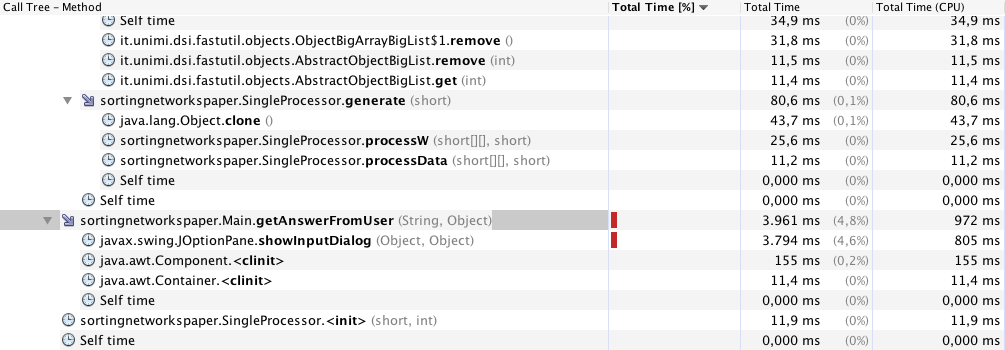 Call Tree - Method Total Time [%] Total Time Total Time (CPU)
Self time 34,9 ms (0%) 34,9 ms
it.unimi.dsi.fastutil.objects.ObjectBigArrayBigList$1.remove () 31,8 ms (0%) 31,8 ms
it.unimi.dsi.fastutil.objects.AbstractObjectBigList.remove (int) 11,5 ms (0%) 11,5 ms
it.unimi.dsi.fastutil.objects.AbstractObjectBigList.get (int) 11,4 ms (0%) 11,4 ms
sortingnetworkspaper.SingleProcessor.generate (short) 80,6 ms (0,1%) 80,6 ms
java.lang.Object.clone () 43,7 ms (0,1%) 43,7 ms
sortingnetworkspaper.SingleProcessor.processW (short[][], short) 25,6 ms (0%) 25,6 ms
sortingnetworkspaper.SingleProcessor.processData (short[][], short) 11,2 ms (0%) 11,2 ms
Self time 0,000 ms (0%) 0,000 ms
Self time 0,000 ms (0%) 0,000 ms
sortingnetworkspaper.Main.getAnswerFromUser (String, Object) 3.961 ms (4,8%) 972 ms
javax.swing.JOptionPane.showInputDialog (Object, Object) 3.794 ms (4,6%) 805 ms
java.awt.Component.<clinit> 155 ms (0,2%) 155 ms
java.awt.Container.<clinit> 11,4 ms (0%) 11,4 ms
Self time 0,000 ms (0%) 0,000 ms
sortingnetworkspaper.SingleProcessor.<init> (short, int) 11,9 ms (0%) 11,9 ms
Self time 0,000 ms (0%) 0,000 ms